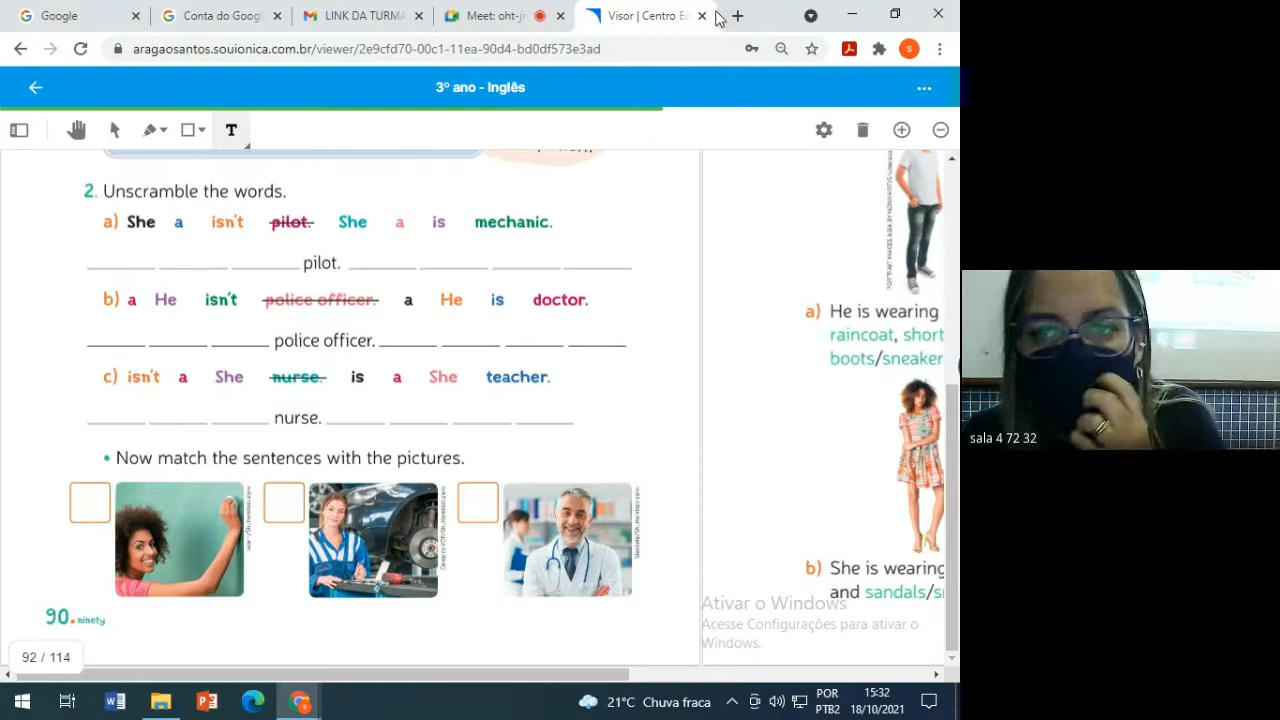 Google
Conta do Googl
LINK DA TURMA
Meet: oht-jr
Visor | Centro Ed
aragaosantos.souionica.com.br/viewer/2e9cfd70-00c1-11ea-90d4-bd0df573e3ad
s
3º ano - Inglês
T
2. Unscramble the words.
a) She a isn't pilot. She a is mechanic.
pilot.
b) a He isn't police officer. a He is doctor.
police officer.
c) isn't a She nurse. is a She teacher.
nurse.
• Now match the sentences with the pictures.
90. ninety
92 / 114
a) He is wearing
raincoat, short
boots/sneaker
b) She is wearing
and sandals/s
Ativar o Windows
Acesse Configurações para ativar o
Windows.
sala 4 72 32
21°C Chuva fraca
POR
PTB2
15:32
18/10/2021